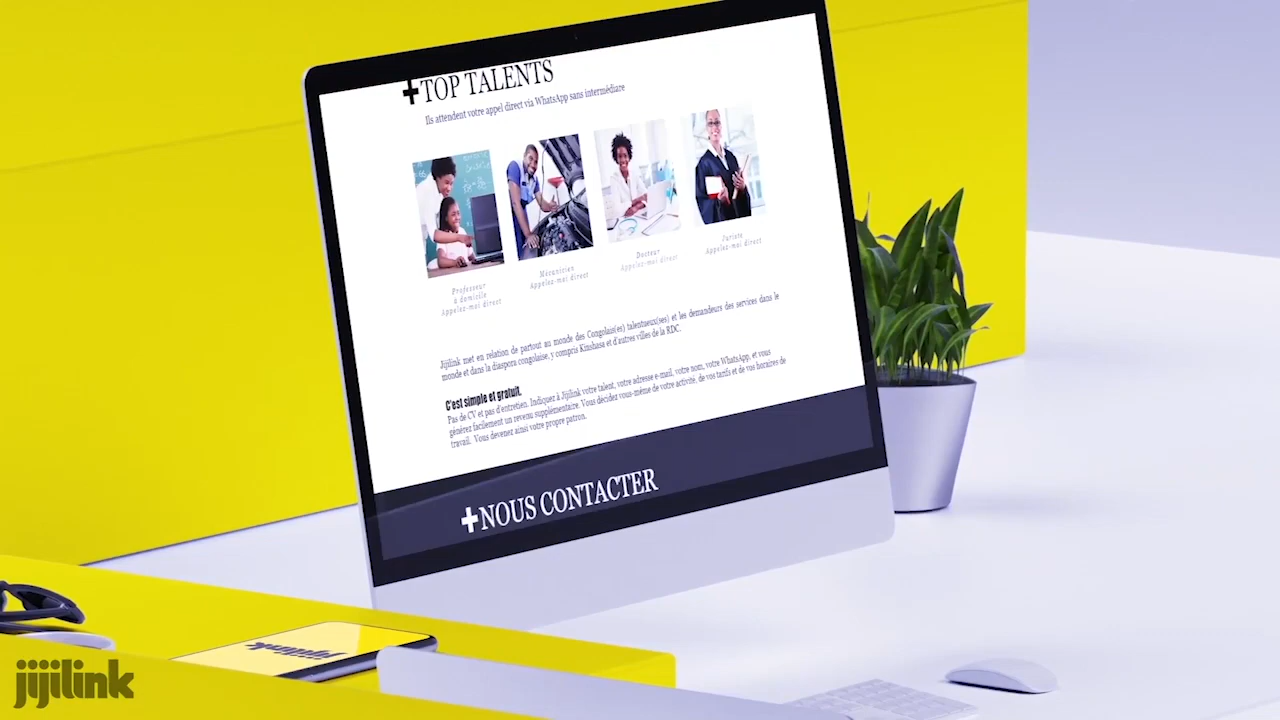 +TOP TALENTS
Ils attendent votre appel direct via WhatsApp sans intermédiare
Professeur
à domicile
Appelez-moi direct
Mécanicien
Appelez-moi direct
Docteur
Appelez-moi direct
Juriste
Appelez-moi direct
Jijilink met en relation de partout au monde des Congolais(es) talentueux(ses) et les demandeurs des services dans le
monde et dans la diaspora congolaise, y compris Kinshasa et d'autres villes de la RDC.
C'est simple et gratuit.
Pas de CV et pas d'entretien. Indiquez à Jijilink votre talent, votre adresse e-mail, votre nom, votre WhatsApp, et vous
générez facilement un revenu supplémentaire. Vous décidez vous-même de votre activité, de vos tarifs et de vos horaires de
travail. Vous devenez ainsi votre propre patron.
+NOUS CONTACTER
jijilink
jijilink